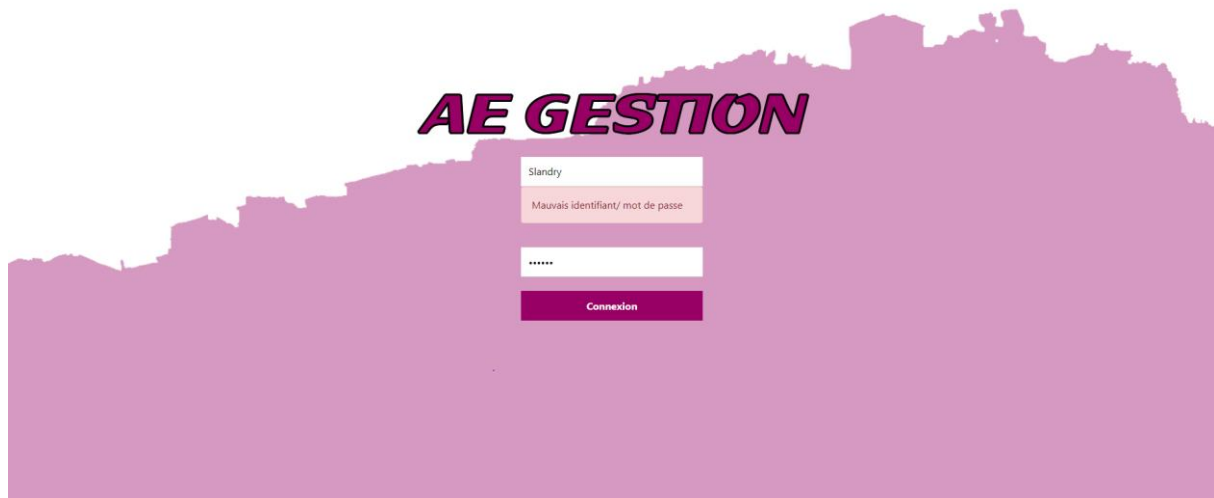 AE GESTION
Slandry
Mauvais identifiant/ mot de passe
••••••
Connexion